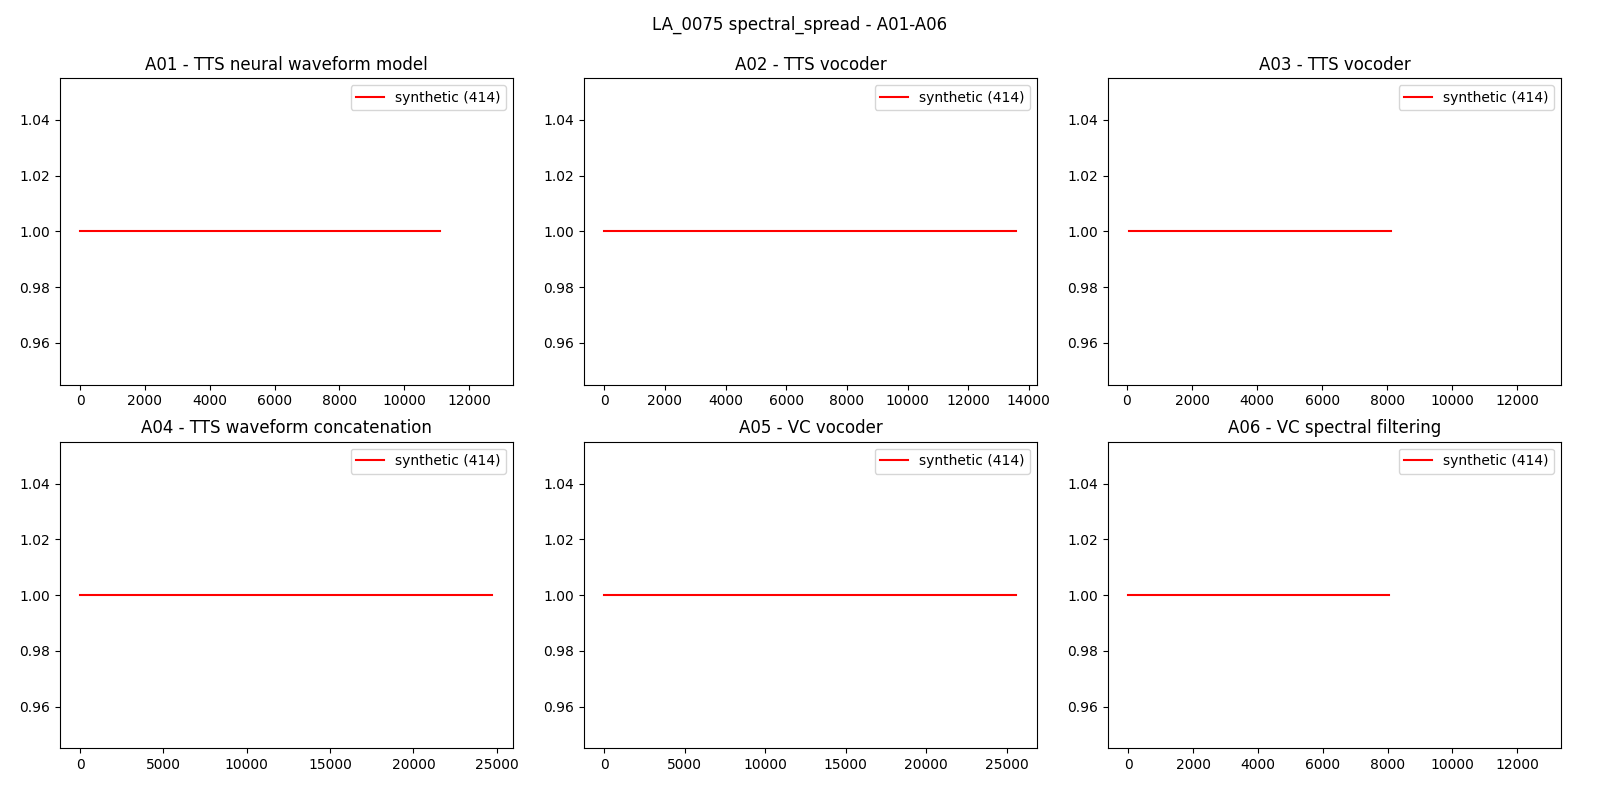 LA_0075 spectral_spread - A01-A06
A01 - TTS neural waveform model
synthetic (414)
1.04
1.02
1.00
0.98
0.96
0 2000 4000 6000 8000 10000 12000
A02 - TTS vocoder
synthetic (414)
1.04
1.02
1.00
0.98
0.96
0 2000 4000 6000 8000 10000 12000 14000
A03 - TTS vocoder
synthetic (414)
1.04
1.02
1.00
0.98
0.96
0 2000 4000 6000 8000 10000 12000
A04 - TTS waveform concatenation
synthetic (414)
1.04
1.02
1.00
0.98
0.96
0 5000 10000 15000 20000 25000
A05 - VC vocoder
synthetic (414)
1.04
1.02
1.00
0.98
0.96
0 5000 10000 15000 20000 25000
A06 - VC spectral filtering
synthetic (414)
1.04
1.02
1.00
0.98
0.96
0 2000 4000 6000 8000 10000 12000